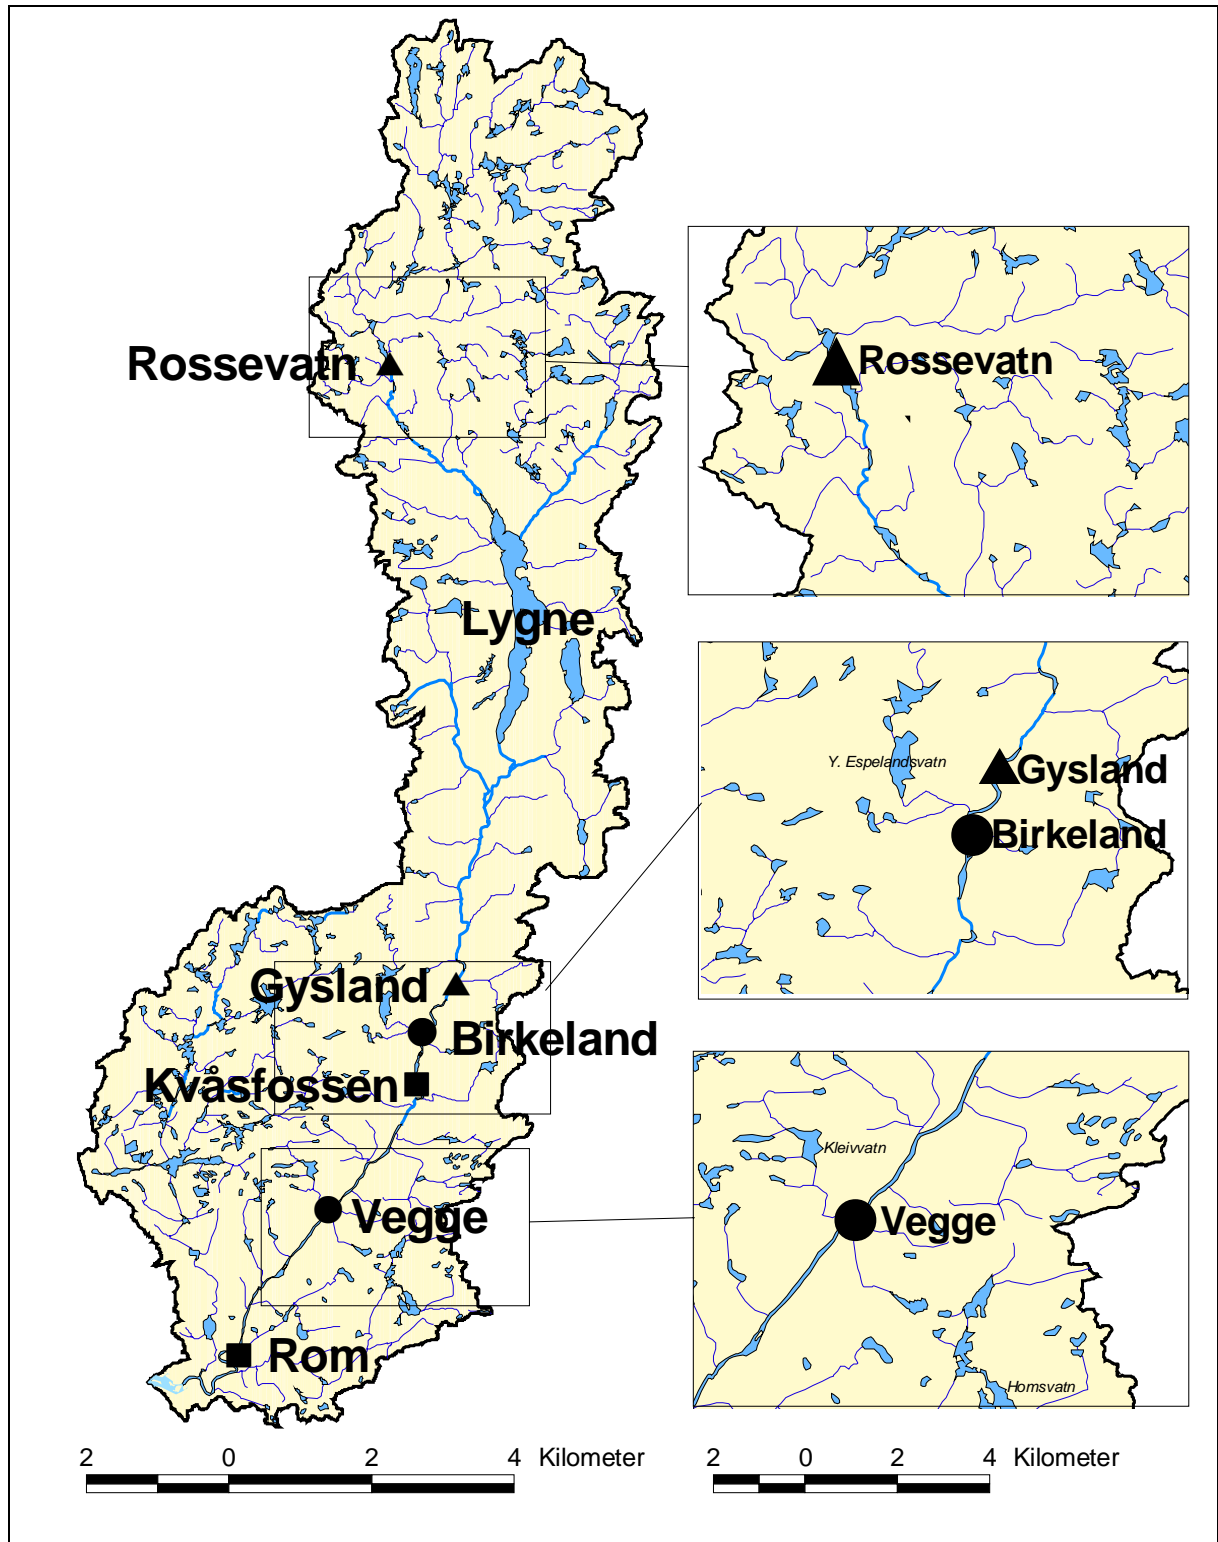 Rossevatn
Lygne
Gysland
Birkeland
Kvåsfossen
Vegge
Rom
Rossevatn
Y. Espelandsvatn
Gysland
Birkeland
Kleivvatn
Vegge
Homsvatn
2 0 2 4 Kilometer
2 0 2 4 Kilometer